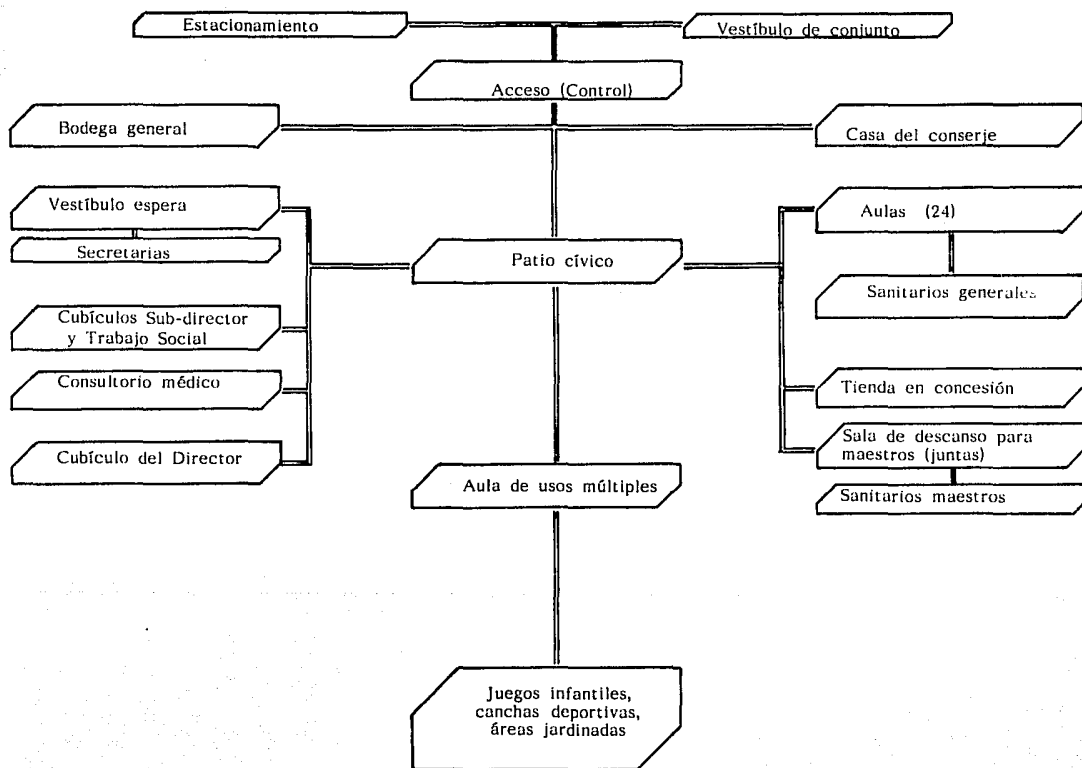 Estacionamiento
Vestíbulo de conjunto
Acceso (Control)
Bodega general
Casa del conserje
Vestíbulo espera
Secretarias
Cubículos Sub-director
y Trabajo Social
Consultorio médico
Cubículo del Director
Patio cívico
Aulas (24)
Sanitarios generales
Tienda en concesión
Sala de descanso para
maestros (juntas)
Sanitarios maestros
Aula de usos múltiples
Juegos infantiles,
canchas deportivas,
áreas jardinadas